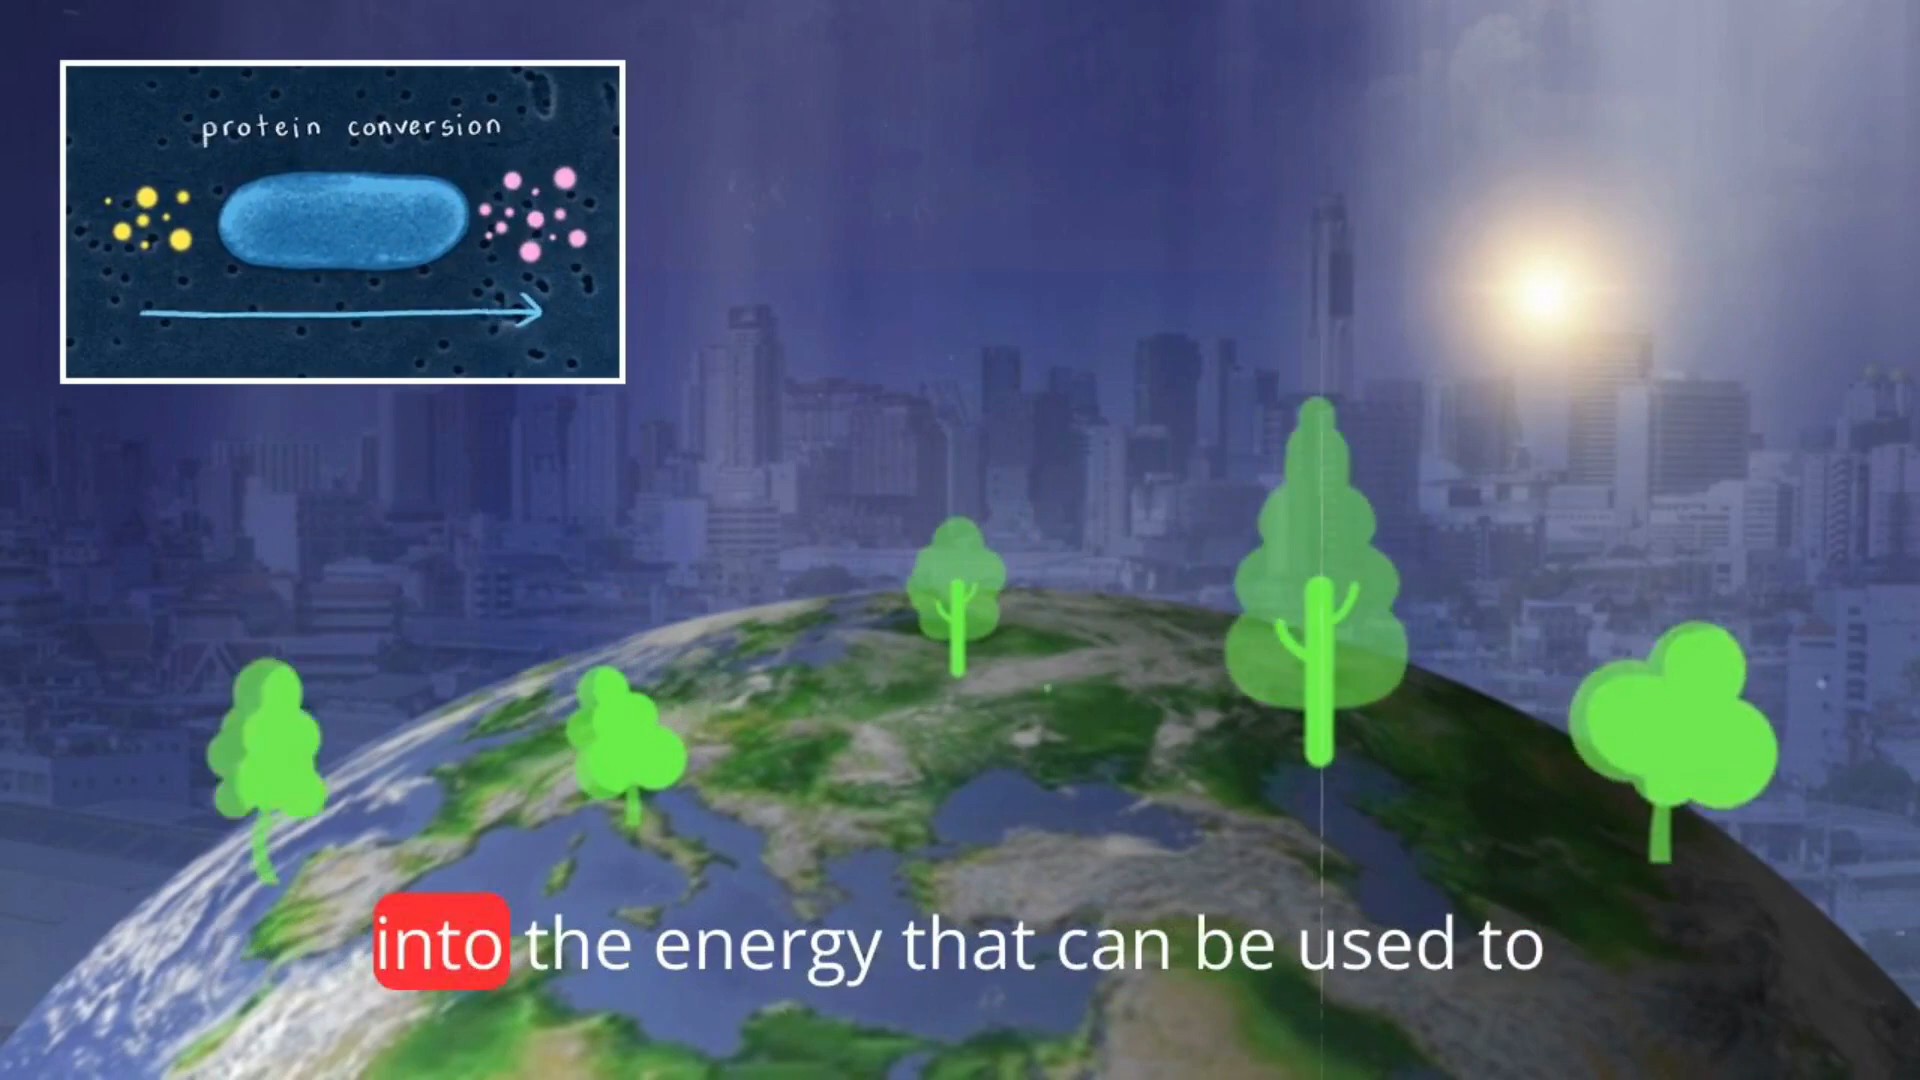 protein conversion
into the energy that can be used to